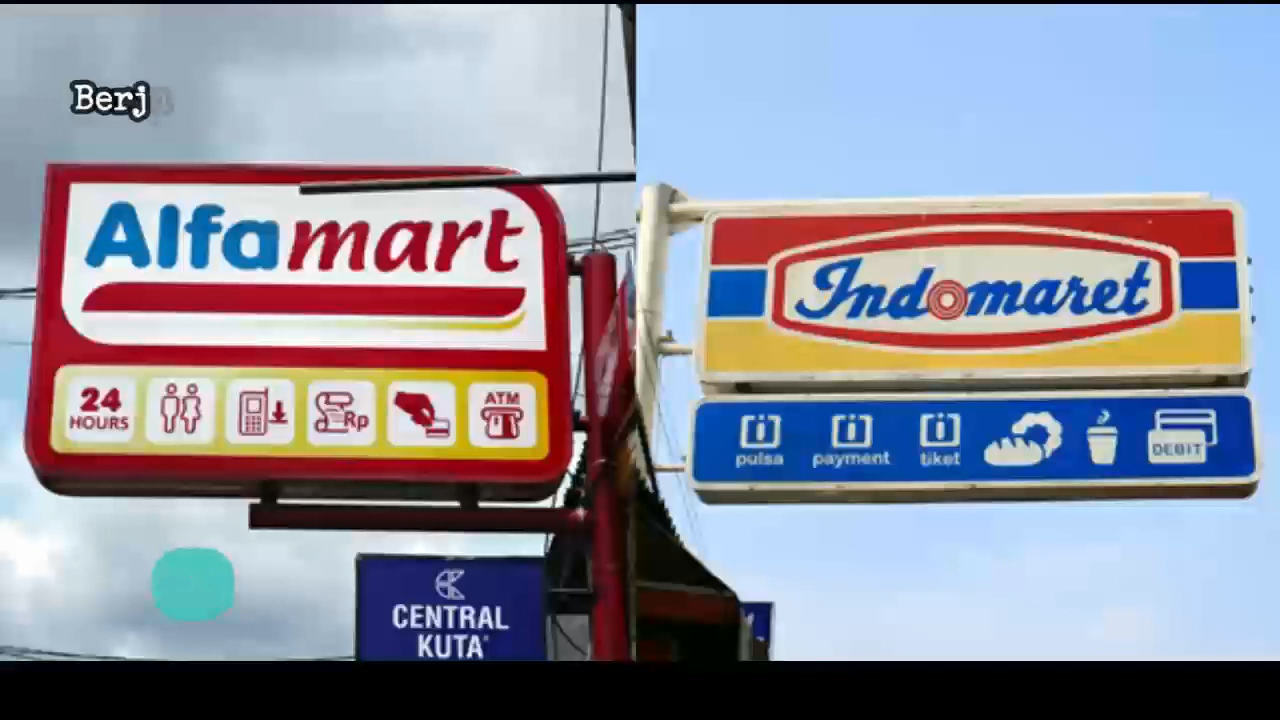 Berj
Alfamart
24
HOURS
Rp
ATM
CENTRAL
KUTA
Indomaret
pulsa
payment
tiket
DEBIT